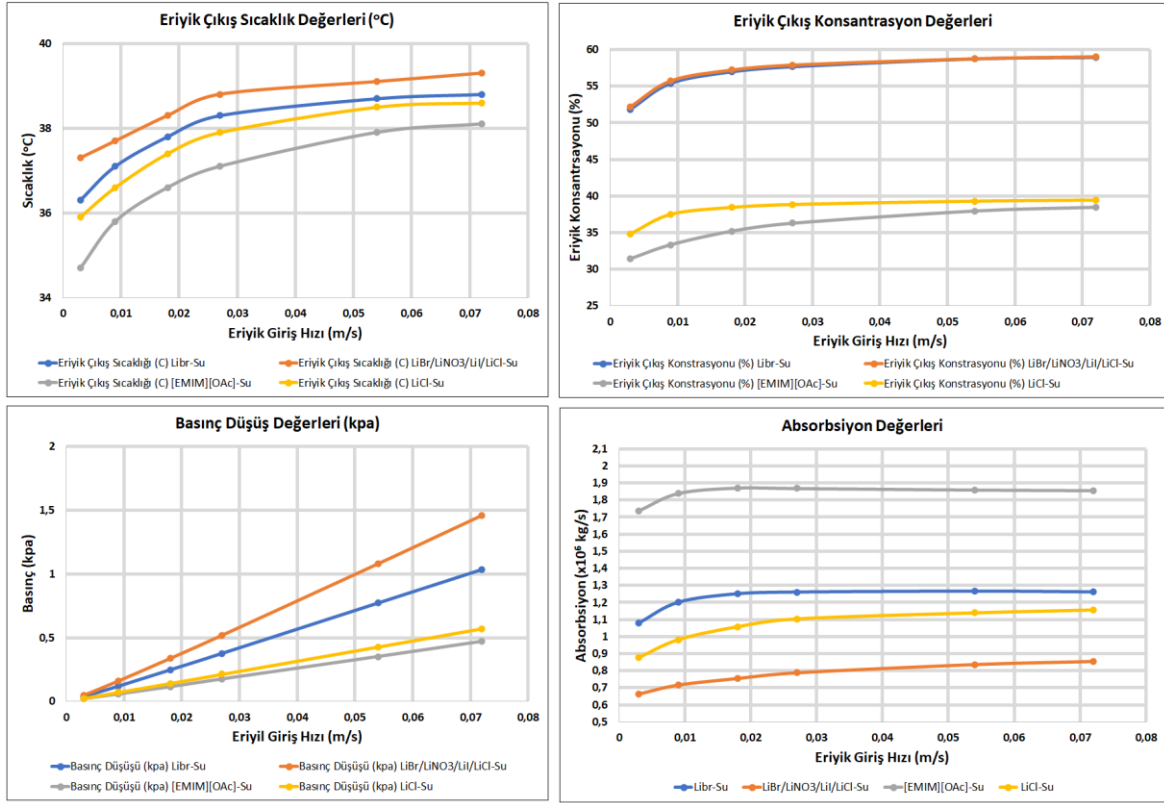 Eriyik Çıkış Sıcaklık Değerleri (ºC)
40
38
36
34
Sıcaklık (ºC)
0 0,01 0,02 0,03 0,04 0,05 0,06 0,07 0,08
Eriyik Giriş Hızı (m/s)
Eriyik Çıkış Sıcaklığı (C) Libr-Su
Eriyik Çıkış Sıcaklığı (C) LiBr/LiNO3/LiI/LiCl-Su
Eriyik Çıkış Sıcaklığı (C) [EMIM][OAc]-Su
Eriyik Çıkış Sıcaklığı (C) LiCl-Su
Eriyik Çıkış Konsantrasyon Değerleri
60
55
50
45
40
35
30
25
Eriyik Konsantrsayonu (%)
0 0,01 0,02 0,03 0,04 0,05 0,06 0,07 0,08
Eriyik Giriş Hızı (m/s)
Eriyik Çıkış Konstrasyonu (%) Libr-Su
Eriyik Çıkış Konstrasyonu (%) LiBr/LiNO3/LiI/LiCl-Su
Eriyik Çıkış Konstrasyonu (%) [EMIM][OAc]-Su
Eriyik Çıkış Konstrasyonu (%) LiCl-Su
Basınç Düşüş Değerleri (kpa)
2
1,5
1
0,5
0
Basınç (kpa)
0 0,01 0,02 0,03 0,04 0,05 0,06 0,07 0,08
Eriyil Giriş Hızı (m/s)
Basınç Düşüşü (kpa) Libr-Su
Basınç Düşüşü (kpa) LiBr/LiNO3/LiI/LiCl-Su
Basınç Düşüşü (kpa) [EMIM][OAc]-Su
Basınç Düşüşü (kpa) LiCl-Su
Absorbsiyon Değerleri
2,1
2
1,9
1,8
1,7
1,6
1,5
1,4
1,3
1,2
1,1
1
0,9
0,8
0,7
0,6
0,5
Absorbsiyon (x10⁶ kg/s)
0 0,01 0,02 0,03 0,04 0,05 0,06 0,07 0,08
Eriyik Giriş Hızı (m/s)
Libr-Su LiBr/LiNO3/LiI/LiCl-Su [EMIM][OAc]-Su LiCl-Su